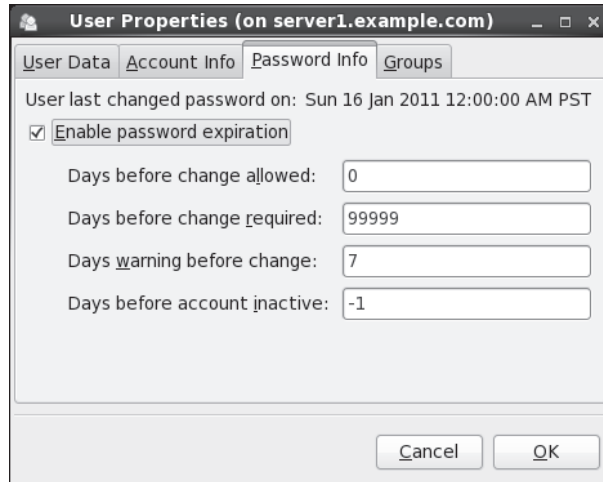 User Properties (on server1.example.com)
User Data Account Info Password Info Groups
User last changed password on: Sun 16 Jan 2011 12:00:00 AM PST
Enable password expiration
Days before change allowed: 0
Days before change required: 99999
Days warning before change: 7
Days before account inactive: -1
Cancel OK